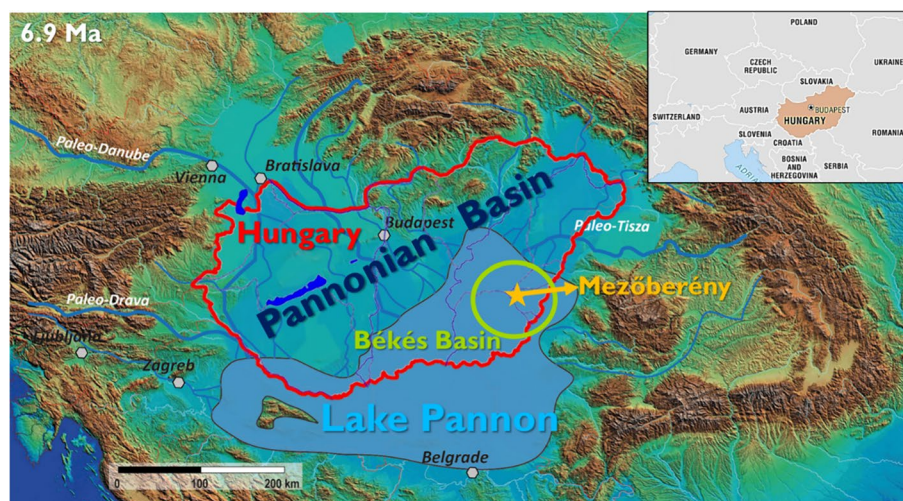 6.9 Ma
POLAND
GERMANY
CZECH
REPUBLIC
UKRAINE
SLOVAKIA
AUSTRIA
BUDAPEST
HUNGARY
SWITZERLAND
SLOVENIA
CROATIA
ROMANIA
BOSNIA
AND
HERZEGOVINA
SERBIA
ADRIA
Paleo-Danube
Vienna
Bratislava
Budapest
Hungary
Pannonian Basin
Paleo-Tisza
Mezőberény
Paleo-Drava
Békés Basin
Ljubljana
Zagreb
Lake Pannon
Belgrade
0 100 200 km